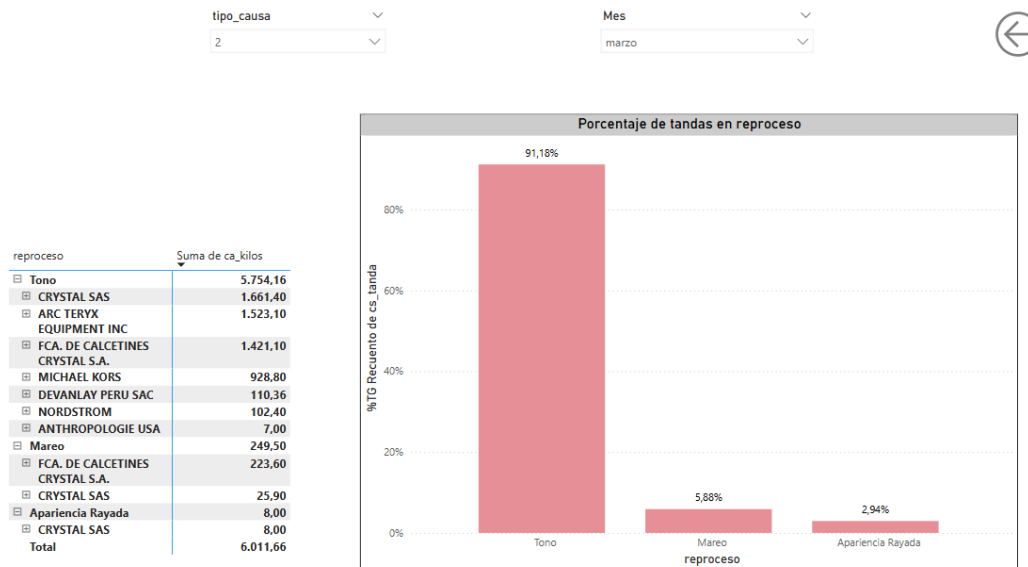 tipo_causa
2
Mes
marzo
reproceso Suma de ca_kilos
Tono 5.754,16
CRYSTAL SAS 1.661,40
ARC TERYX 1.523,10
EQUIPMENT INC
FCA. DE CALCETINES 1.421,10
CRYSTAL S.A.
MICHAEL KORS 928,80
DEVANLAY PERU SAC 110,36
NORDSTROM 102,40
ANTHROPOLOGIE USA 7,00
Mareo 249,50
FCA. DE CALCETINES 223,60
CRYSTAL S.A.
CRYSTAL SAS 25,90
Apariencia Rayada 8,00
CRYSTAL SAS 8,00
Total 6.011,66
Porcentaje de tandas en reproceso
%TG Recuento de cs_tanda
80%
60%
40%
20%
0%
91,18%
5,88%
2,94%
Tono Mareo Apariencia Rayada
reproceso